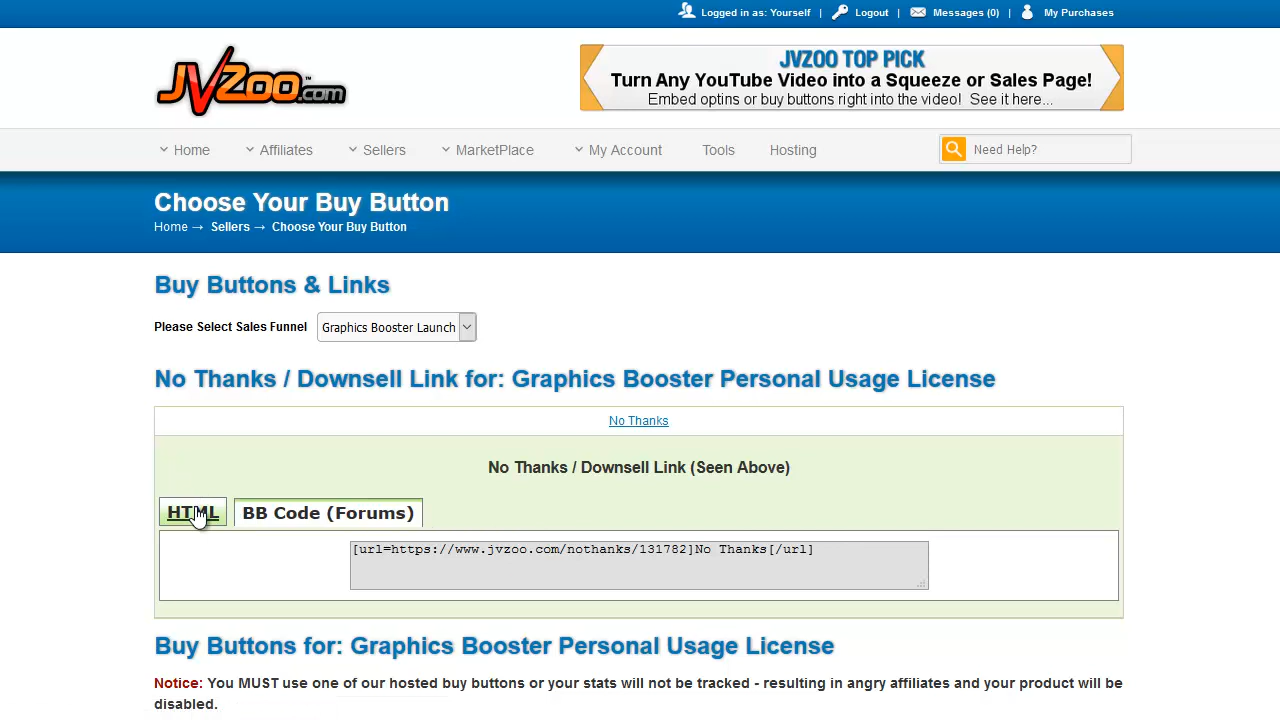 Logged in as: Yourself | Logout | Messages (0) | My Purchases
JVZoo.com™
JVZOO TOP PICK
Turn Any YouTube Video into a Squeeze or Sales Page!
Embed optins or buy buttons right into the video! See it here...
Home Affiliates Sellers MarketPlace My Account Tools Hosting Need Help?
Choose Your Buy Button
Home → Sellers → Choose Your Buy Button
Buy Buttons & Links
Please Select Sales Funnel Graphics Booster Launch
No Thanks / Downsell Link for: Graphics Booster Personal Usage License
No Thanks
No Thanks / Downsell Link (Seen Above)
HTML BB Code (Forums)
[url=https://www.jvzoo.com/nothanks/131782]No Thanks[/url]
Buy Buttons for: Graphics Booster Personal Usage License
Notice: You MUST use one of our hosted buy buttons or your stats will not be tracked - resulting in angry affiliates and your product will be
disabled.